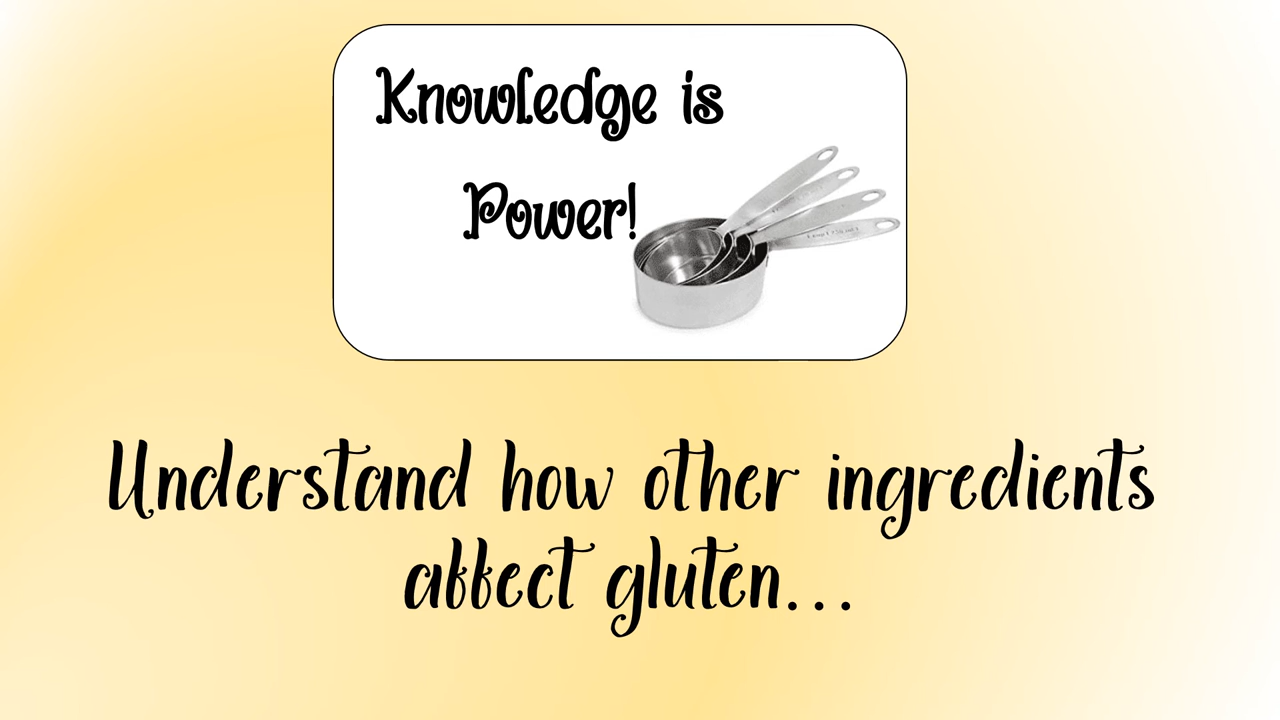 Knowledge is
Power!
Understand how other ingredients
affect gluten...